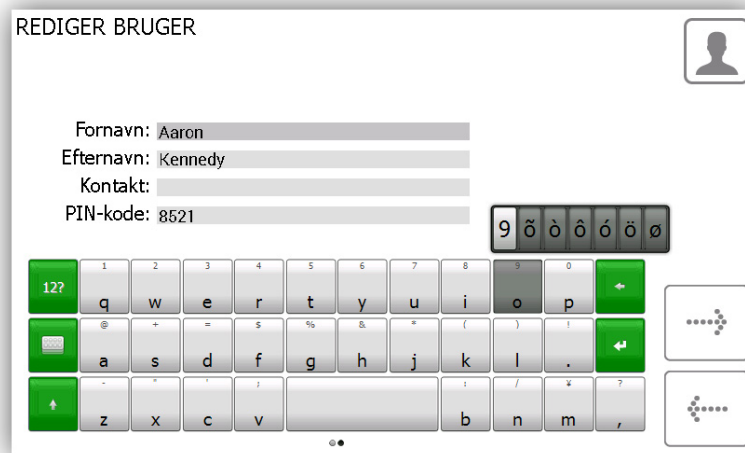 REDIGER BRUGER
Fornavn: Aaron
Efternavn: Kennedy
Kontakt:
PIN-kode: 8521
9 õ ò ô ó ö ø
1 2 3 4 5 6 7 8 9 0
12? q w e r t y u i o p
@ + = $ % & * ( ) !
a s d f g h j k l .
- " ' ; : / ¥ ?
z x c v b n m ,